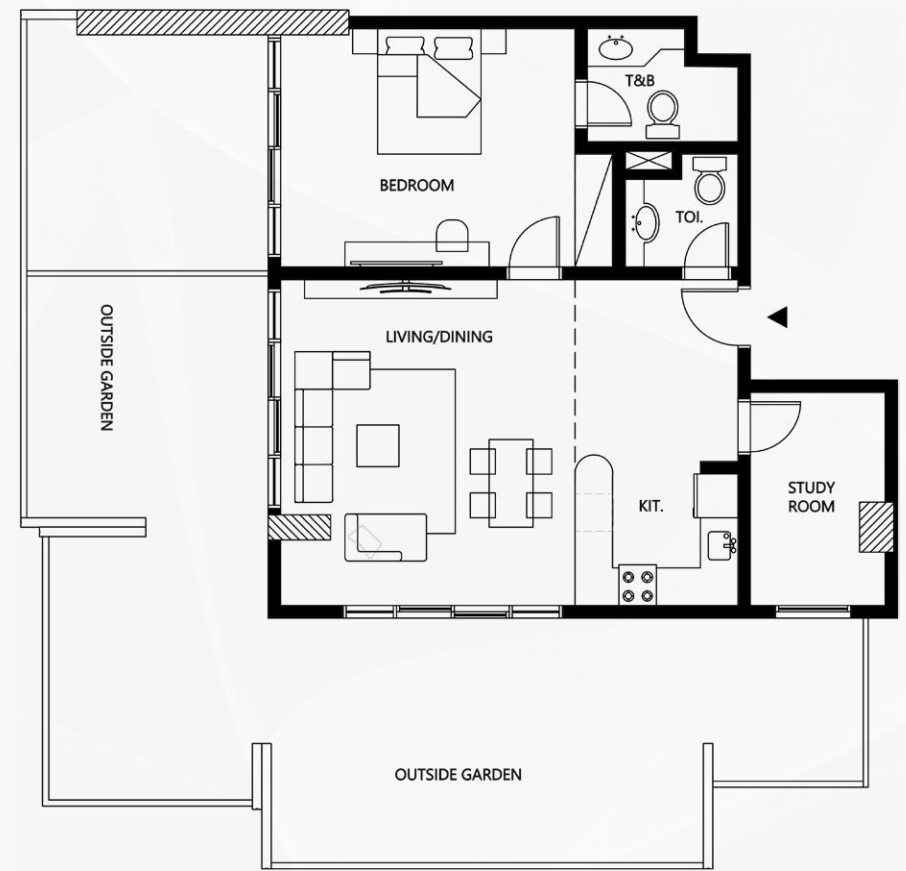 T&B
BEDROOM
TOI.
OUTSIDE GARDEN
LIVING/DINING
STUDY
ROOM
KIT.
OUTSIDE GARDEN